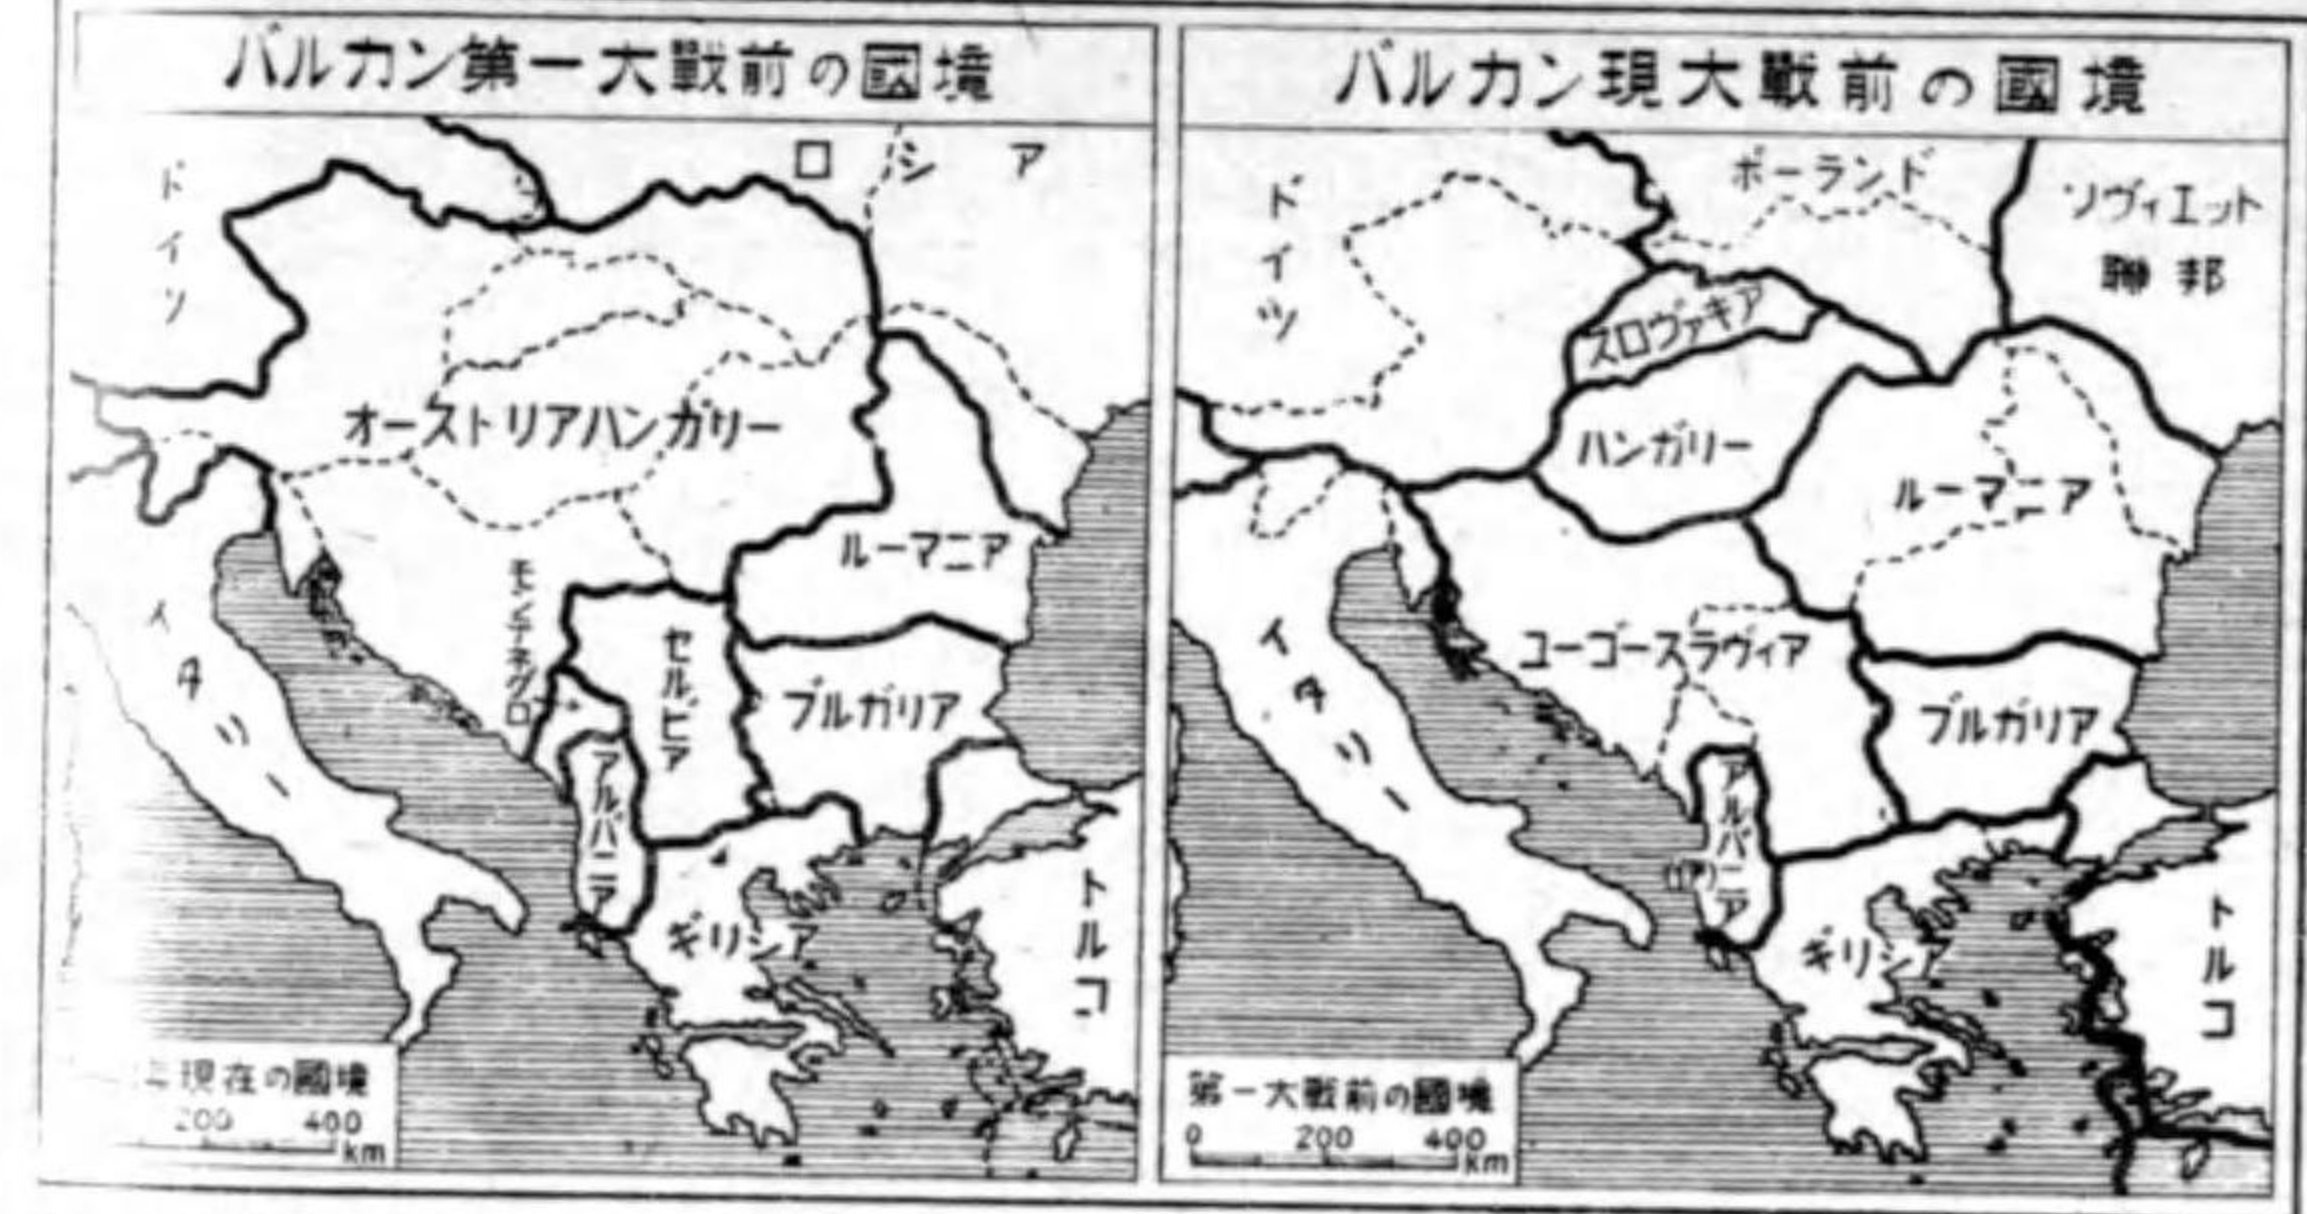 バルカン第一大戰前の國境
ロシア
ドイツ
オーストリアハンガリー
ルーマニア
モンテネグロ
セルビア
ブルガリア
イタリー
アルバニア
ギリシア
トルコ
現在の國境
200 400
km
バルカン現大戰前の國境
ポーランド
ソヴィエット
聯邦
ドイツ
スロヴァキア
ハンガリー
ルーマニア
ユーゴースラヴィア
イタリー
ブルガリア
アルバニア
ギリシア
トルコ
第一大戰前の國境
0 200 400
km